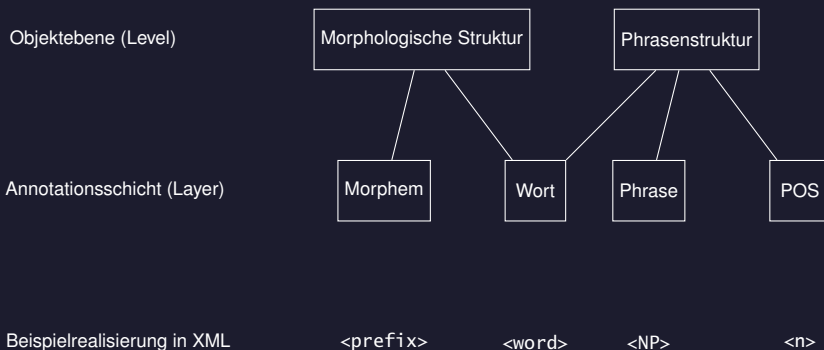 Objektebene (Level) Morphologische Struktur Phrasenstruktur
Annotationsschicht (Layer) Morphem Wort Phrase POS
Beispielrealisierung in XML <prefix> <word> <NP> <n>